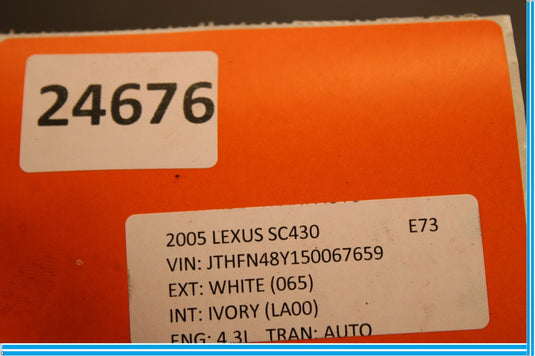 24676
2005 LEXUS SC430 E73
VIN: JTHFN48Y150067659
EXT: WHITE (065)
INT: IVORY (LA00)
ENG: 4.3L TRAN: AUTO